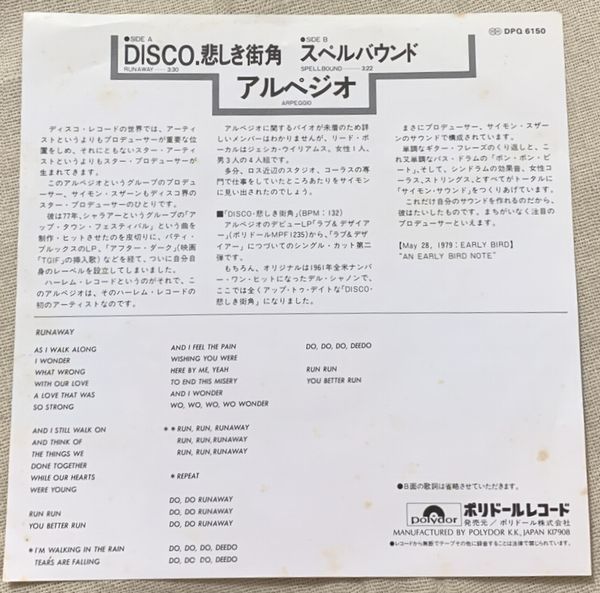 ●SIDE A
DISCO.悲しき街角
RUNAWAY……3:30
●SIDE B
スペルバウンド
SPELLBOUND……3:22
アルペジオ
ARPEGGIO
DPQ 6150
ディスコ・レコードの世界では、アーティ
ストというよりもプロデューサーが重要な位
置をしめ、それにともないスター・アーティ
ストというよりもスター・プロデューサーが
生まれてきます。
このアルペジオというグループのプロデュ
ーサー、サイモン・スザーンもディスコ界の
スター・プロデューサーのひとりです。
彼は77年、シャラアーというグループの「ア
ップ・タウン・フェスティバル」という曲を
制作・ヒットさせたのを皮切りに、パティ・
ブルックスのLP、「アフター・ダーク」(映画
「TGIF」の挿入歌)などを経て、ついに自分自
身のレーベルを設立してしまいました。
ハーレム・レコードというのがそれで、こ
のアルペジオは、そのハーレム・レコードの
初のアーティストなのです。
アルペジオに関するバイオが未着のため詳
しいメンバーはわかりませんが、リード・ボ
ーカルはジェシカ・ウイリアムス。女性1人、
男3人の4人組です。
多分、ロス近辺のスタジオ、コーラスの専
門で仕事をしていたところあたりをサイモン
に見い出されたのでしょう。
■「DISCO・悲しき街角」(BPM:132)
アルペジオのデビューLP「ラブ&デザイア
ー」(ポリドールMPF1235)から「ラブ&デザ
イアー」につづいてのシングル・カット第二
弾です。
もちろん、オリジナルは1961年全米ナンバ
ー・ワン・ヒットになったデル・シャノンで、
ここでは全くアップ・トゥ・デイトな「DISCO・
悲しき街角」になりました。
まさにプロデューサー、サイモン・スザー
ンのサウンドで構成されています。
単調なギター・フレーズのくり返しと、こ
れ又単調なバス・ドラムの「ボン・ボン・ビ
ート」、そして、シンドラムの効果音、女性コ
ーラス、ストリングス、とすべてがトータルに
「サイモン・サウンド」をつくりあげています。
これだけ自分のサウンドを作れるのだから、
彼はたいしたものです。まちがいなく注目の
プロデューサーといえます。
【May 28, 1979:EARLY BIRD】
"AN EARLY BIRD NOTE"
RUNAWAY
AS I WALK ALONG
I WONDER
WHAT WRONG
WITH OUR LOVE
A LOVE THAT WAS
SO STRONG
AND I STILL WALK ON
AND THINK OF
THE THINGS WE
DONE TOGETHER
WHILE OUR HEARTS
WERE YOUNG
RUN RUN
YOU BETTER RUN
*I'M WALKING IN THE RAIN
TEARS ARE FALLING
AND I FEEL THE PAIN
WISHING YOU WERE
HERE BY ME, YEAH
TO END THIS MISERY
AND I WONDER
WO, WO, WO, WO WONDER
**RUN, RUN, RUNAWAY
RUN, RUN, RUNAWAY
RUN, RUN, RUNAWAY
* REPEAT
DO, DO RUNAWAY
DO, DO RUNAWAY
DO, DO RUNAWAY
DO, DO, DO, DEEDO
DO, DO, DO, DEEDO
DO, DO, DO, DEEDO
RUN RUN
YOU BETTER RUN
●B面の歌詞は省略させていただきます。
polydor
ポリドールレコード
発売元/ポリドール株式会社
MANUFACTURED BY POLYDOR K.K., JAPAN KI7908
●レコードから無断でテープその他に録音することは法律で禁じられています。